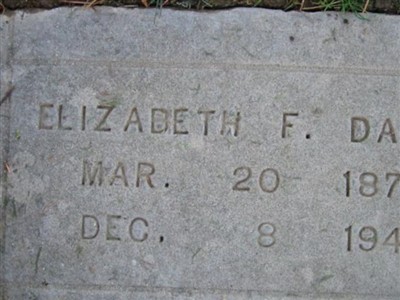 ELIZABETH F. DA
MAR. 20 187
DEC. 8 194